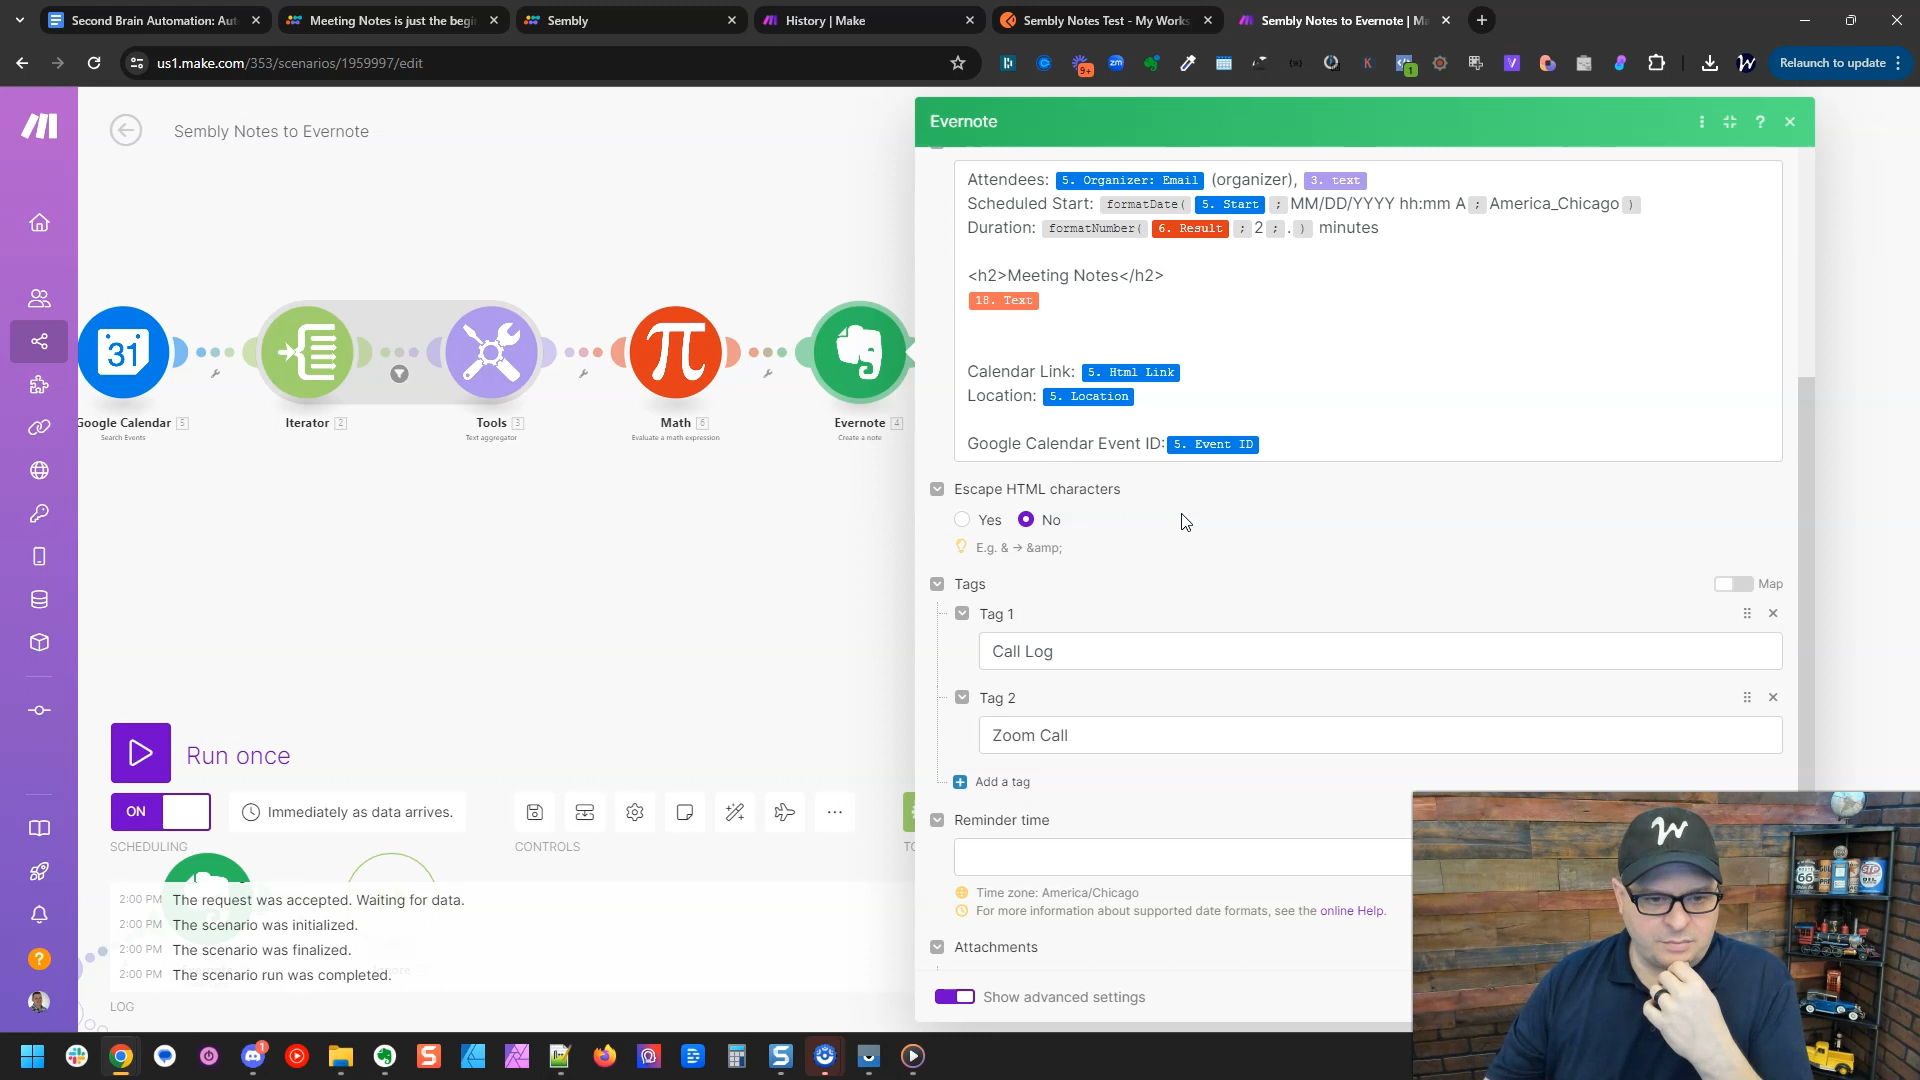 Second Brain Automation: Aut
Meeting Notes is just the begi
Sembly
History | Make
Sembly Notes Test - My Works
Sembly Notes to Evernote | M
us1.make.com/353/scenarios/1959997/edit
Relaunch to update
Sembly Notes to Evernote
Evernote
Attendees: 5. Organizer: Email (organizer), 3. text
Scheduled Start: formatDate( 5. Start ; MM/DD/YYYY hh:mm A ; America_Chicago )
Duration: formatNumber( 6. Result ; 2 ; . ) minutes
<h2>Meeting Notes</h2>
18. Text
Calendar Link: 5. Html Link
Location: 5. Location
Google Calendar Event ID: 5. Event ID
Escape HTML characters
Yes No
E.g. & → &amp;
Tags Map
Tag 1
Call Log
Tag 2
Zoom Call
Add a tag
Reminder time
Time zone: America/Chicago
For more information about supported date formats, see the online Help.
Attachments
Show advanced settings
31
Google Calendar 5
Search Events
Iterator 2
Tools 3
Text aggregator
Math 6
Evaluate a math expression
Evernote 4
Create a note
Run once
ON
Immediately as data arrives.
SCHEDULING
CONTROLS
TO
2:00 PM The request was accepted. Waiting for data.
2:00 PM The scenario was initialized.
2:00 PM The scenario was finalized.
2:00 PM The scenario run was completed.
LOG
9+
1
zm
W
66
STP
1